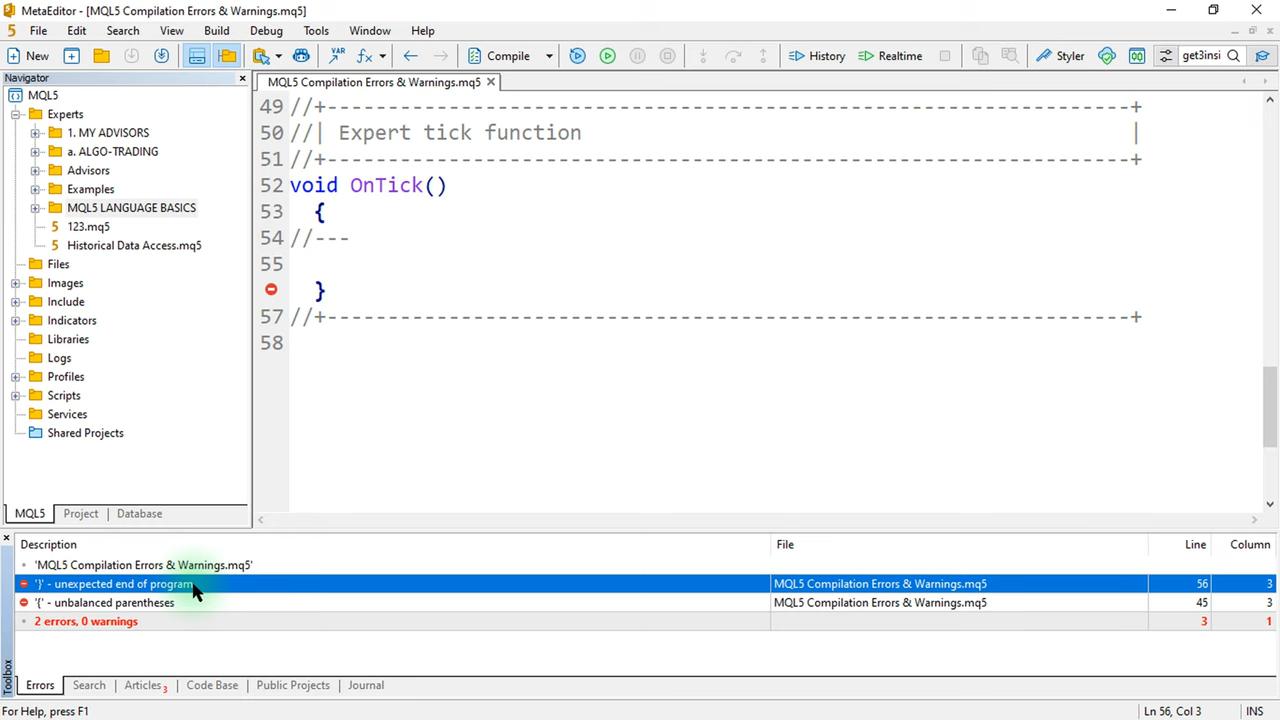 MetaEditor - [MQL5 Compilation Errors & Warnings.mq5]
5 File Edit Search View Build Debug Tools Window Help
New VAR fx Compile History Realtime Styler get3insi
Navigator
MQL5 Compilation Errors & Warnings.mq5
MQL5
Experts
1. MY ADVISORS
a. ALGO-TRADING
Advisors
Examples
MQL5 LANGUAGE BASICS
5 123.mq5
5 Historical Data Access.mq5
Files
Images
Include
Indicators
Libraries
Logs
Profiles
Scripts
Services
Shared Projects
MQL5 Project Database
49 //+------------------------------------------------------------------+
50 //| Expert tick function |
51 //+------------------------------------------------------------------+
52 void OnTick()
53 {
54 //---
55
}
57 //+------------------------------------------------------------------+
58
Description File Line Column
'MQL5 Compilation Errors & Warnings.mq5'
'}' - unexpected end of program MQL5 Compilation Errors & Warnings.mq5 56 3
'{' - unbalanced parentheses MQL5 Compilation Errors & Warnings.mq5 45 3
2 errors, 0 warnings 3 1
Toolbox
Errors Search Articles 3 Code Base Public Projects Journal
For Help, press F1 Ln 56, Col 3 INS